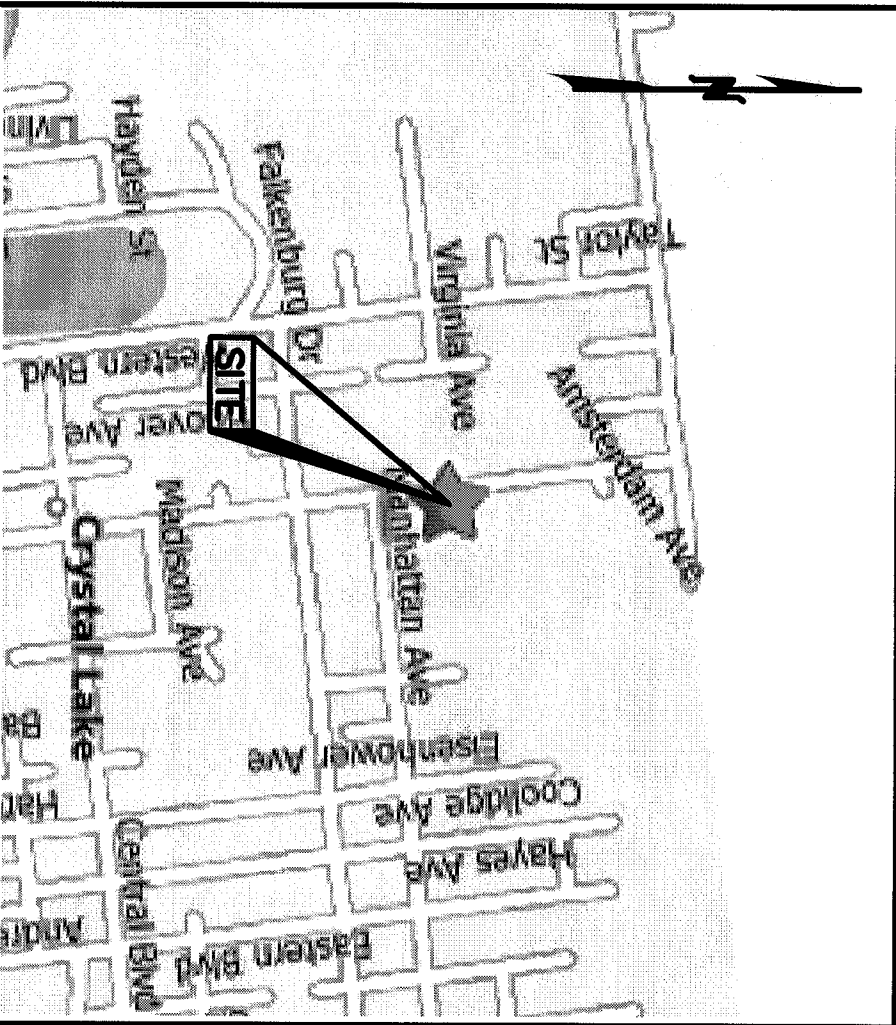 N
Hayden St
Falkenburg Dr
Virginia Ave
Taylor St
Western Blvd
SITE
Amsterdam Ave
over Ave
Madison Ave
Manhattan Ave
Crystal Lake
Eisenhower Ave
Coolidge Ave
Hayes Ave
Central Blvd
Eastern Blvd